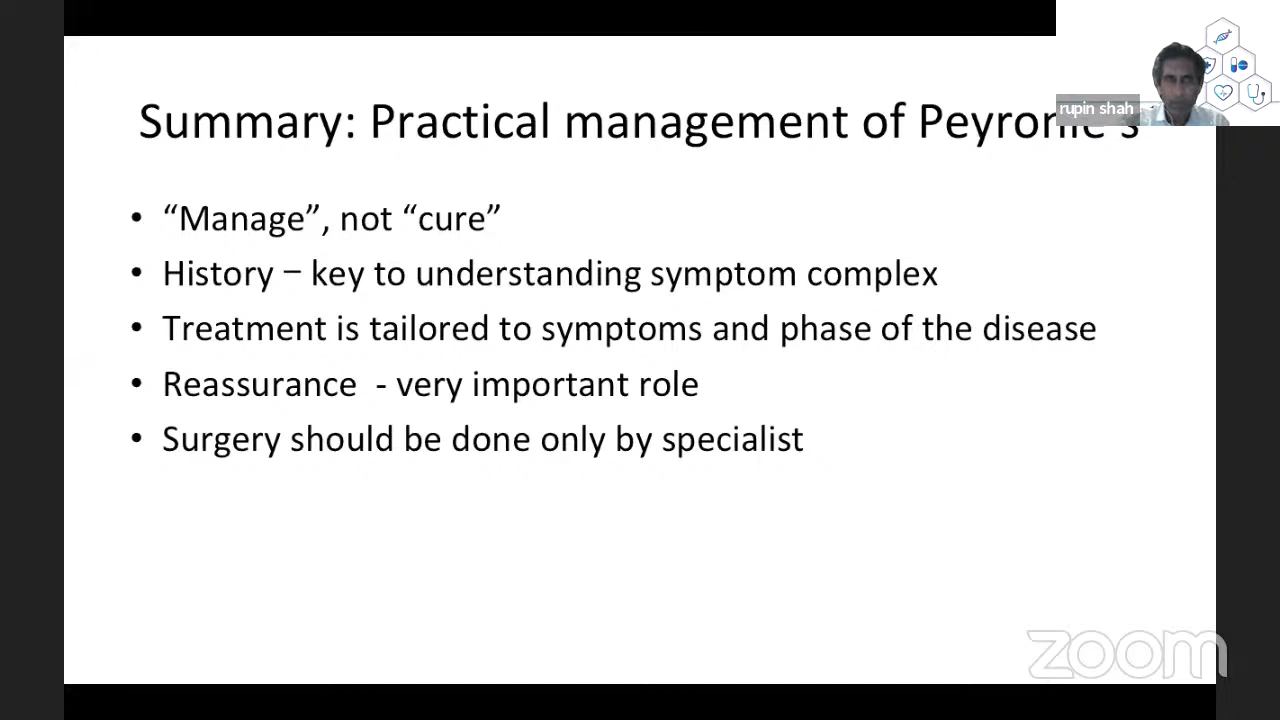 Summary: Practical management of Peyronie's
rupin shah
• “Manage”, not “cure”
• History – key to understanding symptom complex
• Treatment is tailored to symptoms and phase of the disease
• Reassurance  - very important role
• Surgery should be done only by specialist
zoom